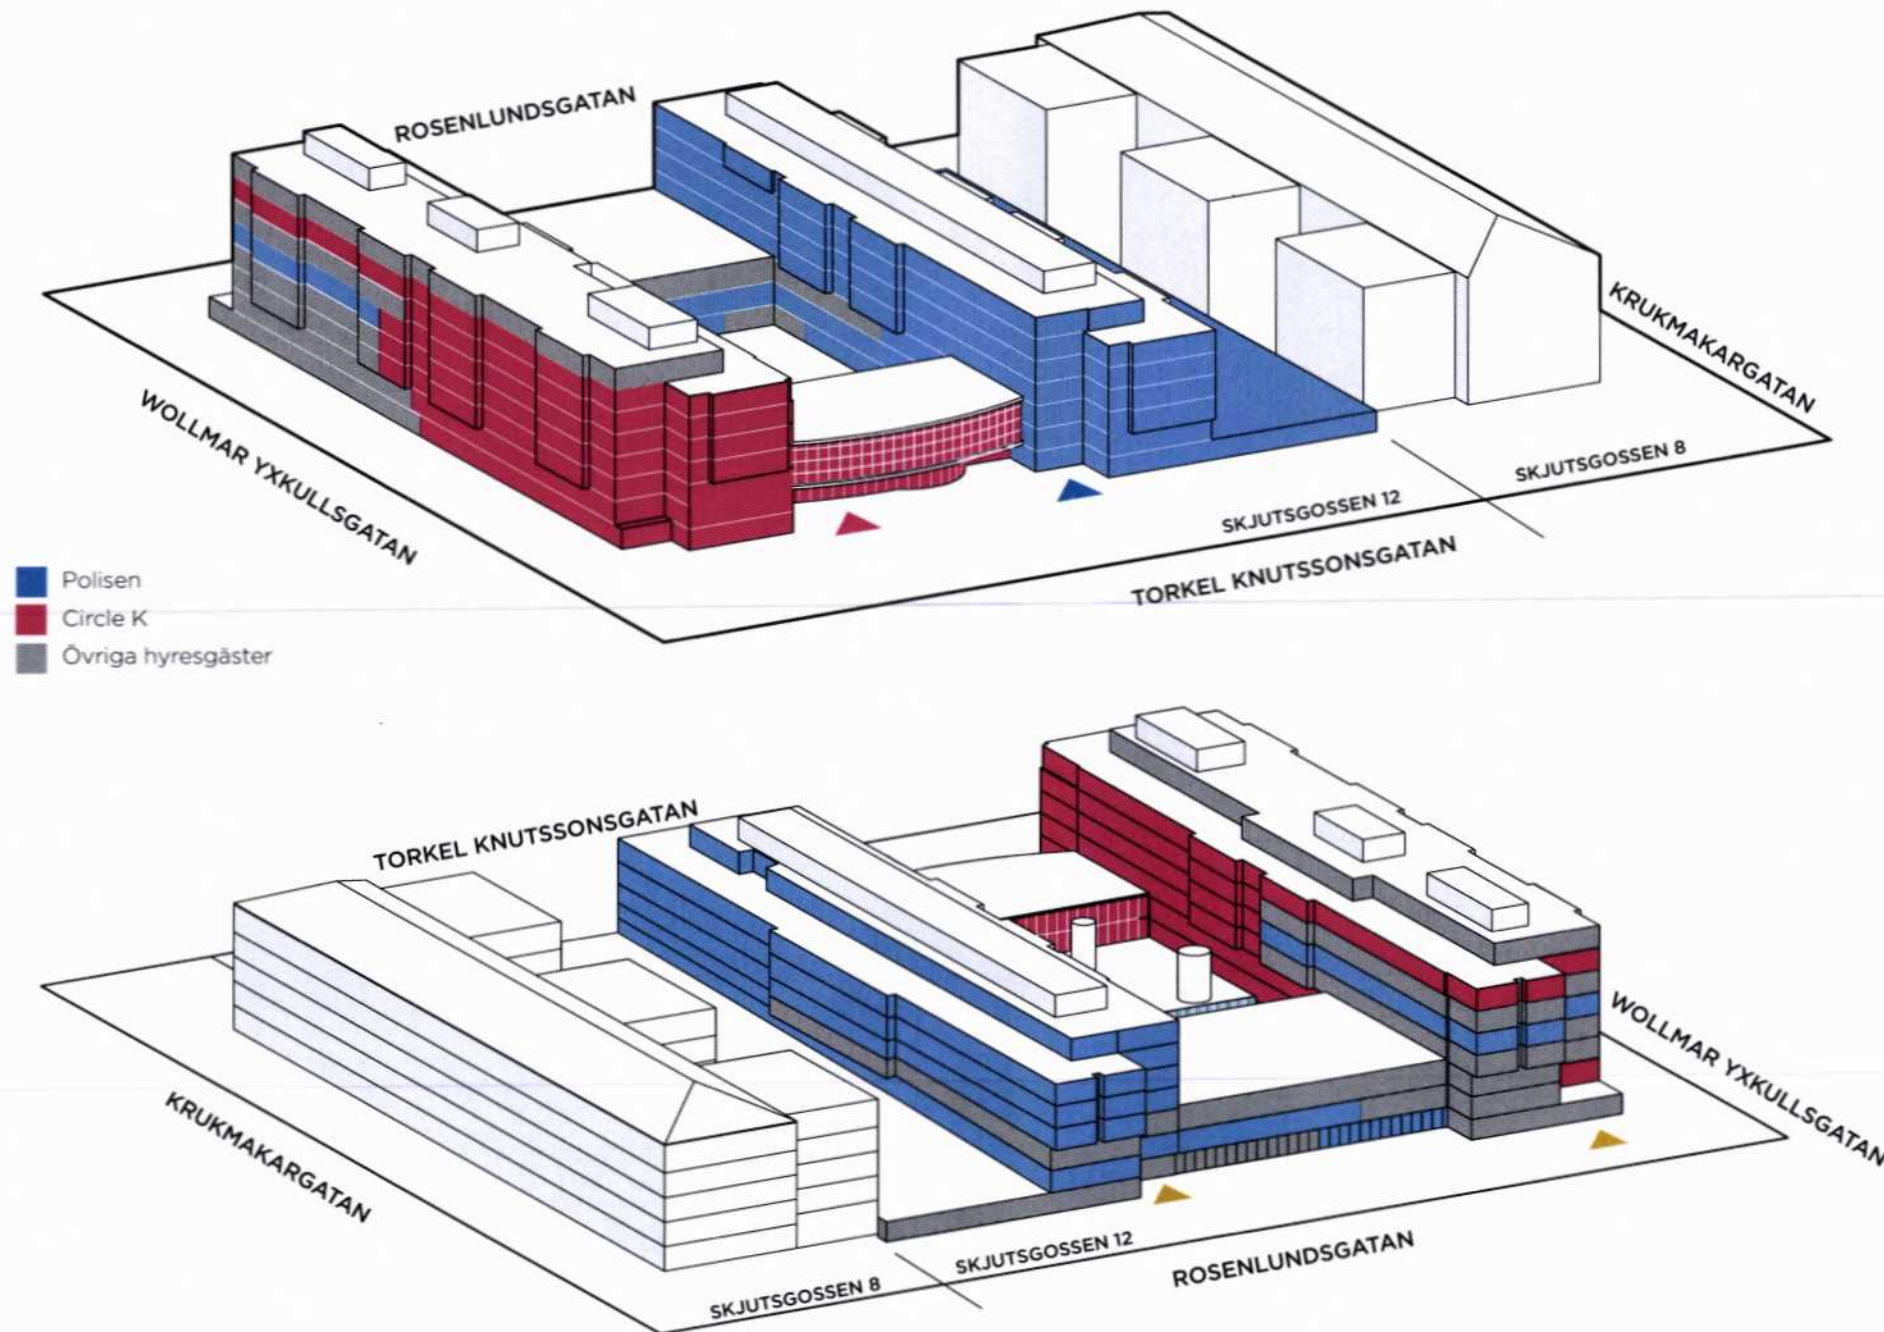 ROSENLUNDSGATAN
KRUKMAKARGATAN
WOLLMAR YXKULLSGATAN
SKJUTSGOSSEN 8
SKJUTSGOSSEN 12
TORKEL KNUTSSONSGATAN
Polisen
Circle K
Övriga hyresgäster
TORKEL KNUTSSONSGATAN
WOLLMAR YXKULLSGATAN
KRUKMAKARGATAN
SKJUTSGOSSEN 12
ROSENLUNDSGATAN
SKJUTSGOSSEN 8